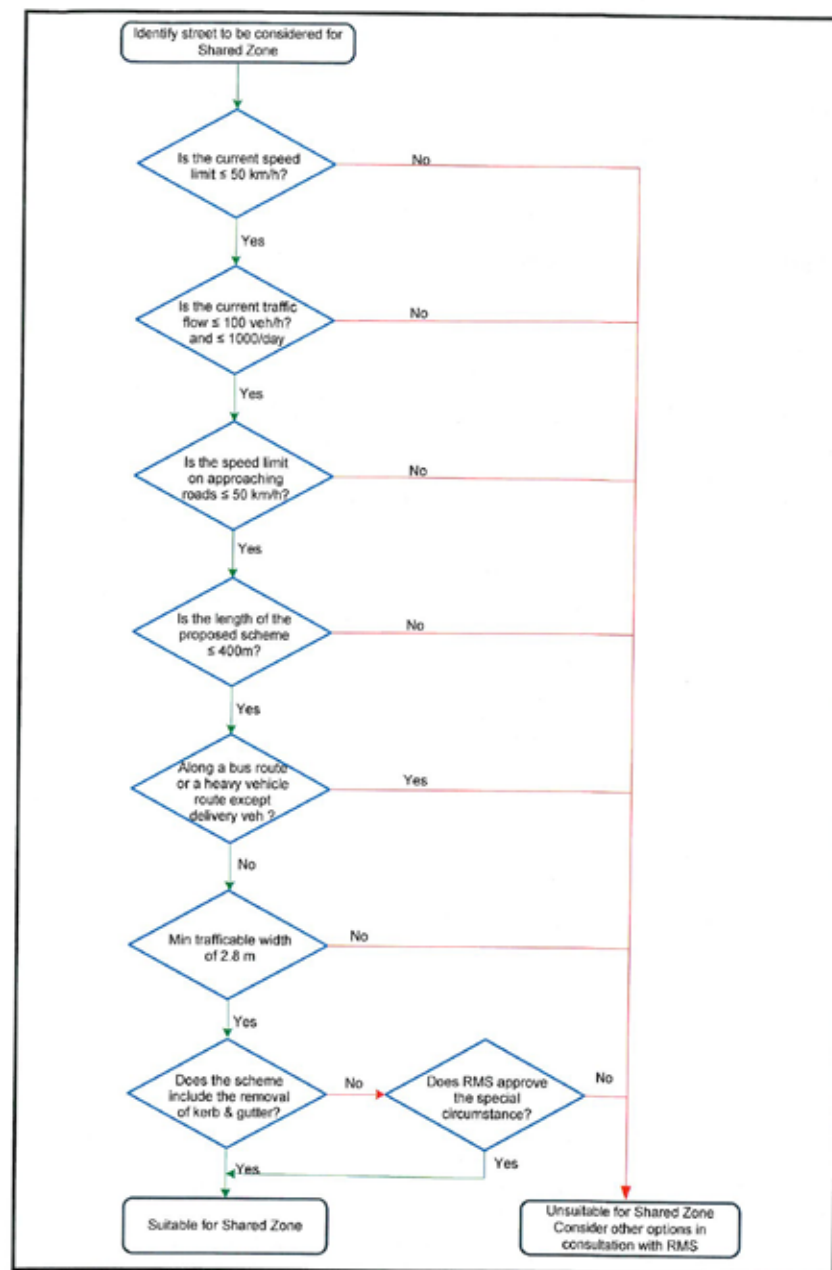 Identify street to be considered for
Shared Zone
Is the current speed
limit ≤ 50 km/h?
No
Yes
Is the current traffic
flow ≤ 100 veh/h?
and ≤ 1000/day
No
Yes
Is the speed limit
on approaching
roads ≤ 50 km/h?
No
Yes
Is the length of the
proposed scheme
≤ 400m?
No
Yes
Along a bus route
or a heavy vehicle
route except
delivery veh ?
Yes
No
Min trafficable width
of 2.8 m
No
Yes
Does the scheme
include the removal
of kerb & gutter?
No
Does RMS approve
the special
circumstance?
No
Yes
Yes
Suitable for Shared Zone
Unsuitable for Shared Zone
Consider other options in
consultation with RMS